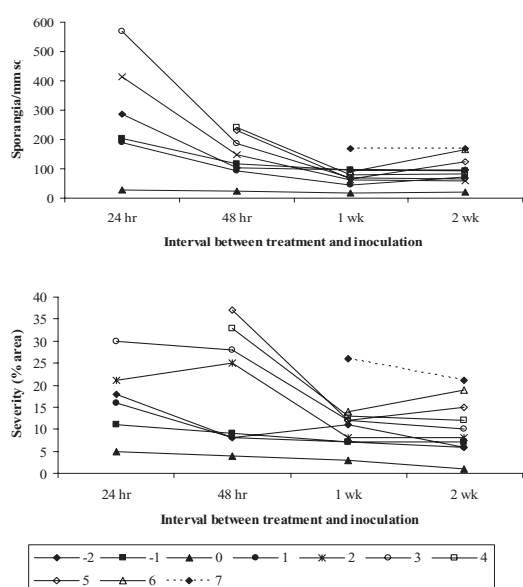 600
500
400
300
200
100
0
Sporangia/mm sc
24 hr 48 hr 1 wk 2 wk
Interval between treatment and inoculation
40
35
30
25
20
15
10
5
0
Severity (% area)
24 hr 48 hr 1 wk 2 wk
Interval between treatment and inoculation
-2 -1 0 1 2 3 4
5 6 7